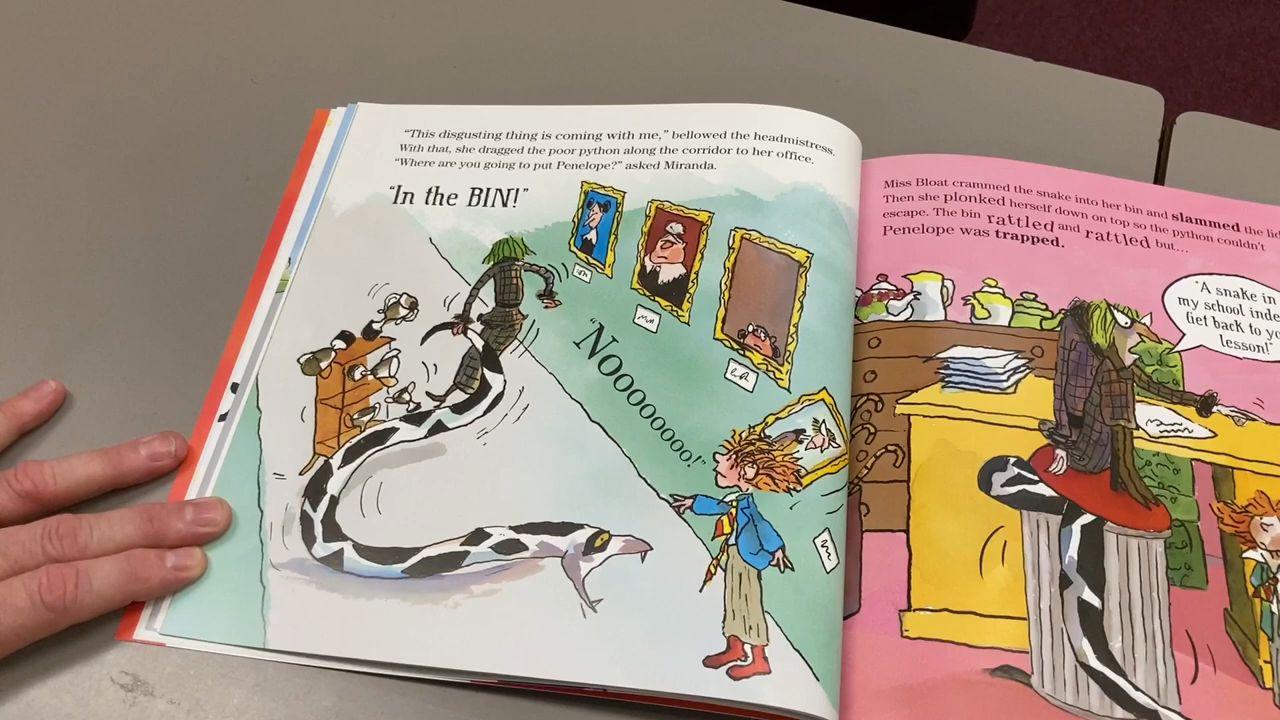 "This disgusting thing is coming with me," bellowed the headmistress.
With that, she dragged the poor python along the corridor to her office.
"Where are you going to put Penelope?" asked Miranda.
"In the BIN!"
"Nooooooooo!"
Miss Bloat crammed the snake into her bin and slammed the lid
Then she plonked herself down on top so the python couldn't
escape. The bin rattled and rattled but....
Penelope was trapped.
"A snake in
my school
Get back to
lesson!"